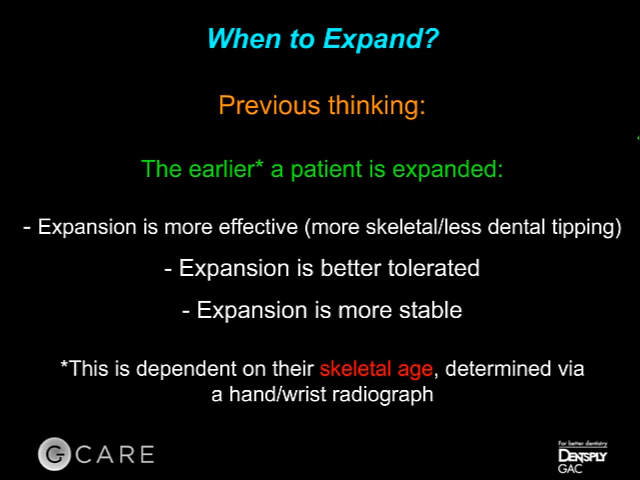 When to Expand?
Previous thinking:
The earlier* a patient is expanded:
- Expansion is more effective (more skeletal/less dental tipping)
- Expansion is better tolerated
- Expansion is more stable
*This is dependent on their skeletal age, determined via
a hand/wrist radiograph
G CARE
For better dentistry
DENTSPLY
GAC